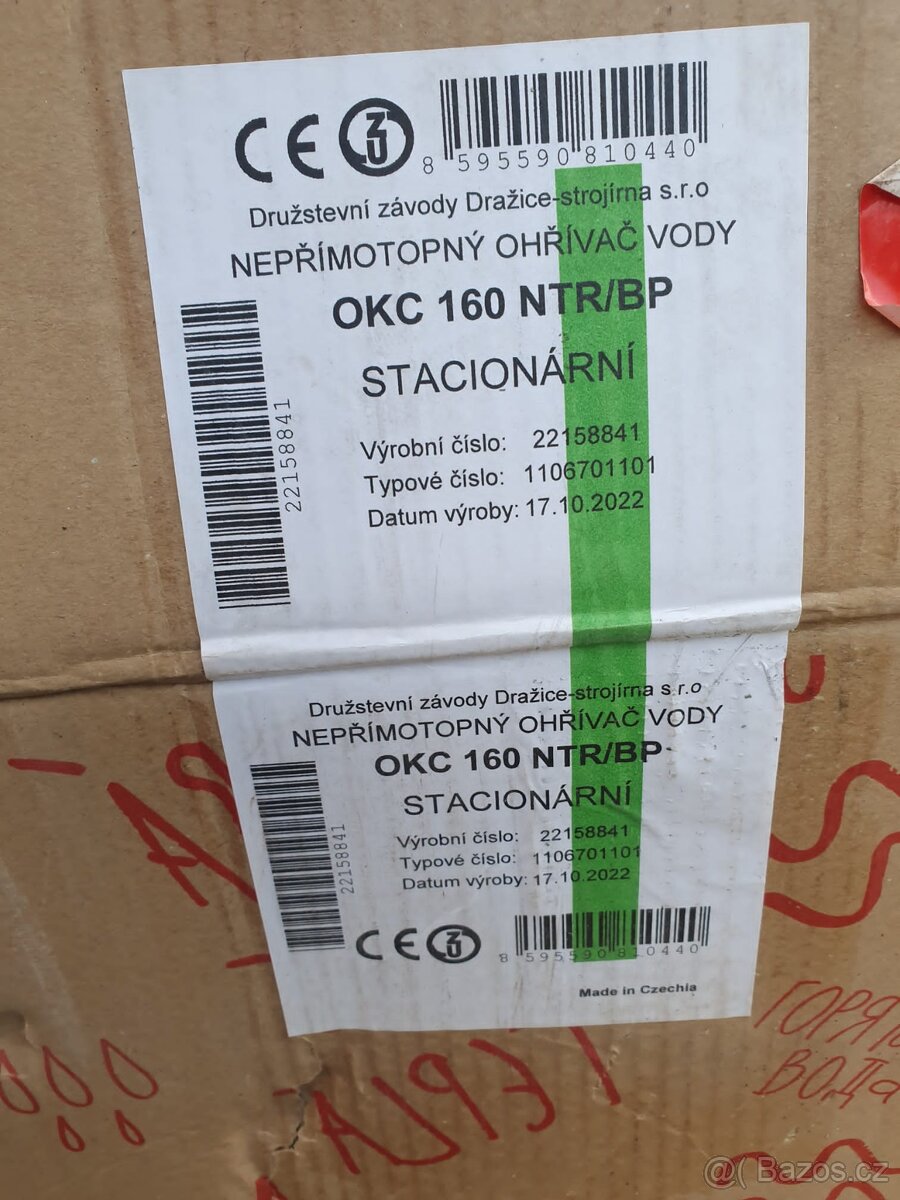 CE
8 595590 810440
Družstevní závody Dražice-strojírna s.r.o
NEPŘÍMOTOPNÝ OHŘÍVAČ VODY
OKC 160 NTR/BP
STACIONÁRNÍ
22158841
Výrobní číslo: 22158841
Typové číslo: 1106701101
Datum výroby: 17.10.2022
Družstevní závody Dražice-strojírna s.r.o
NEPŘÍMOTOPNÝ OHŘÍVAČ VODY
OKC 160 NTR/BP
STACIONÁRNÍ
22158841
Výrobní číslo: 22158841
Typové číslo: 1106701101
Datum výroby: 17.10.2022
CE
8 595590 810440
Made in Czechia
ВОДа
TEPLÁ
Bazos.cz